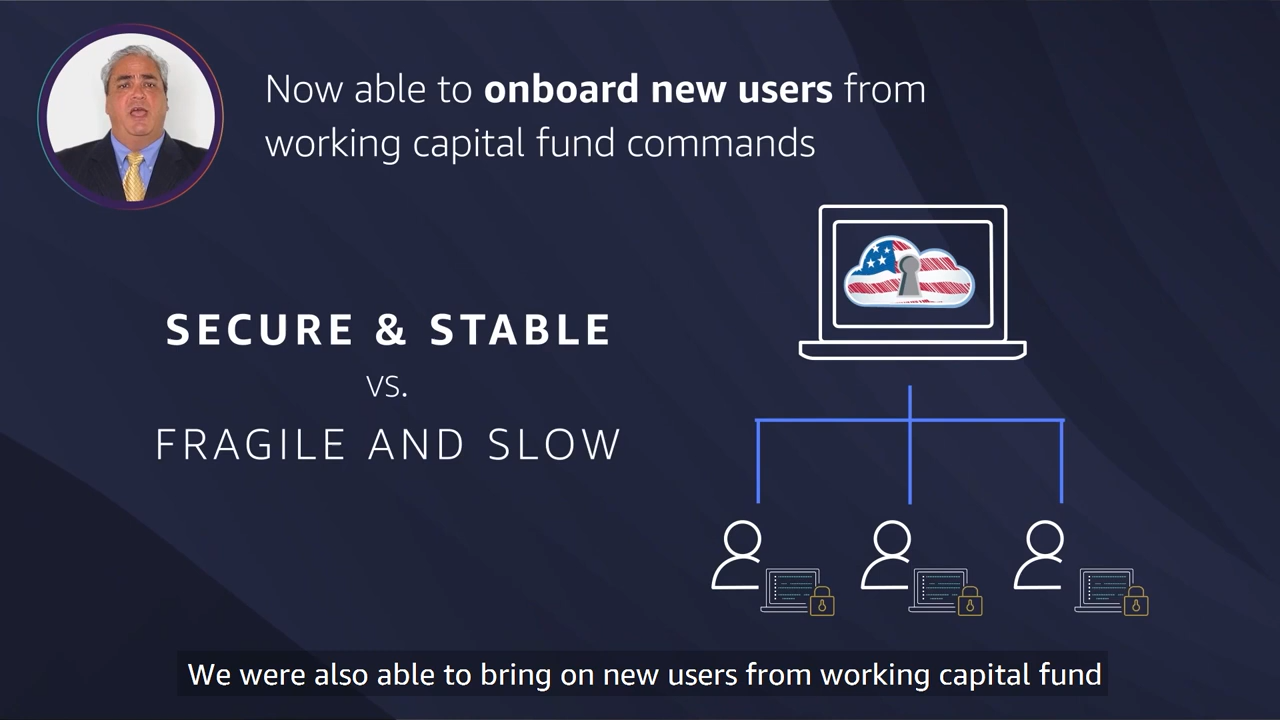 Now able to onboard new users from
working capital fund commands
SECURE & STABLE
VS.
FRAGILE AND SLOW
We were also able to bring on new users from working capital fund